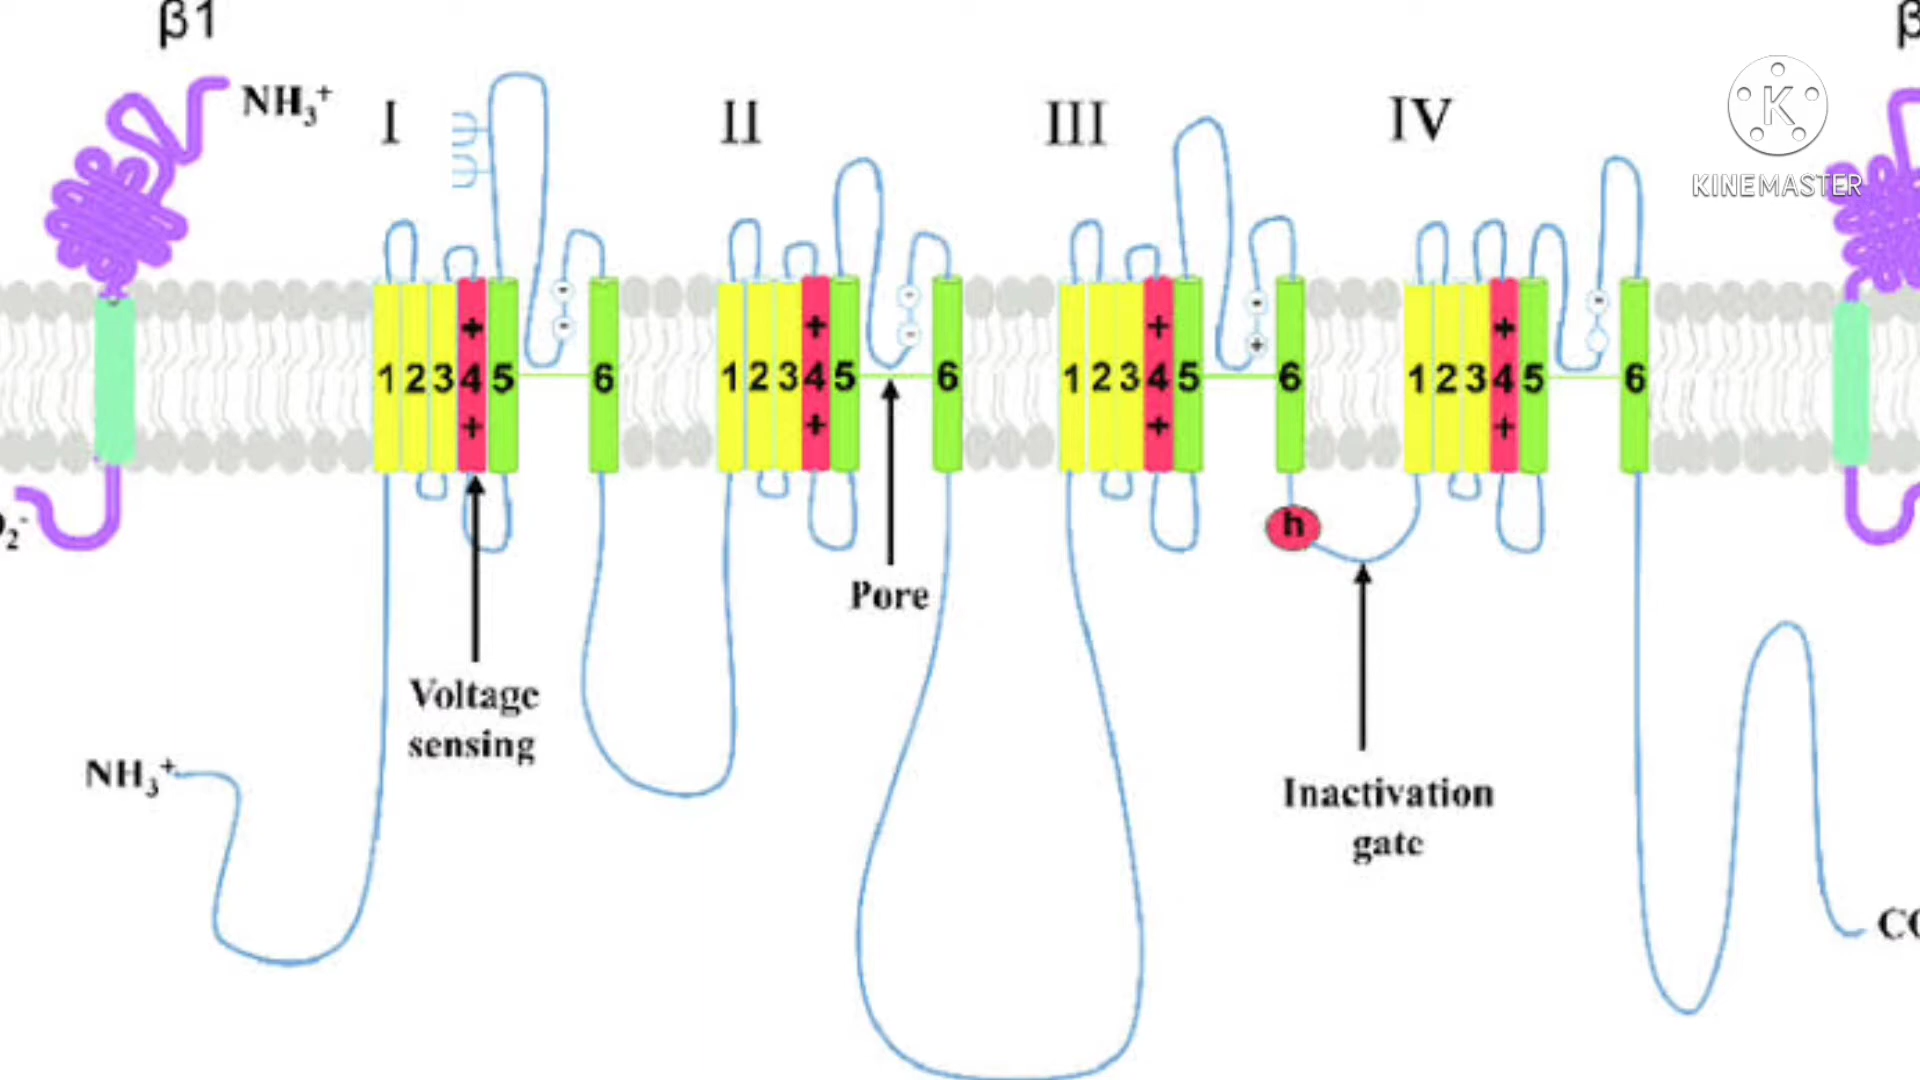 β1
β
NH₃⁺
I
II
III
IV
K
KINEMASTER
1 2 3 4 5 6
1 2 3 4 5 6
1 2 3 4 5 6
1 2 3 4 5 6
+
+
+
+
-
-
-
-
-
+
-
+
+
+
+
h
Pore
Voltage
sensing
NH₃⁺
Inactivation
gate